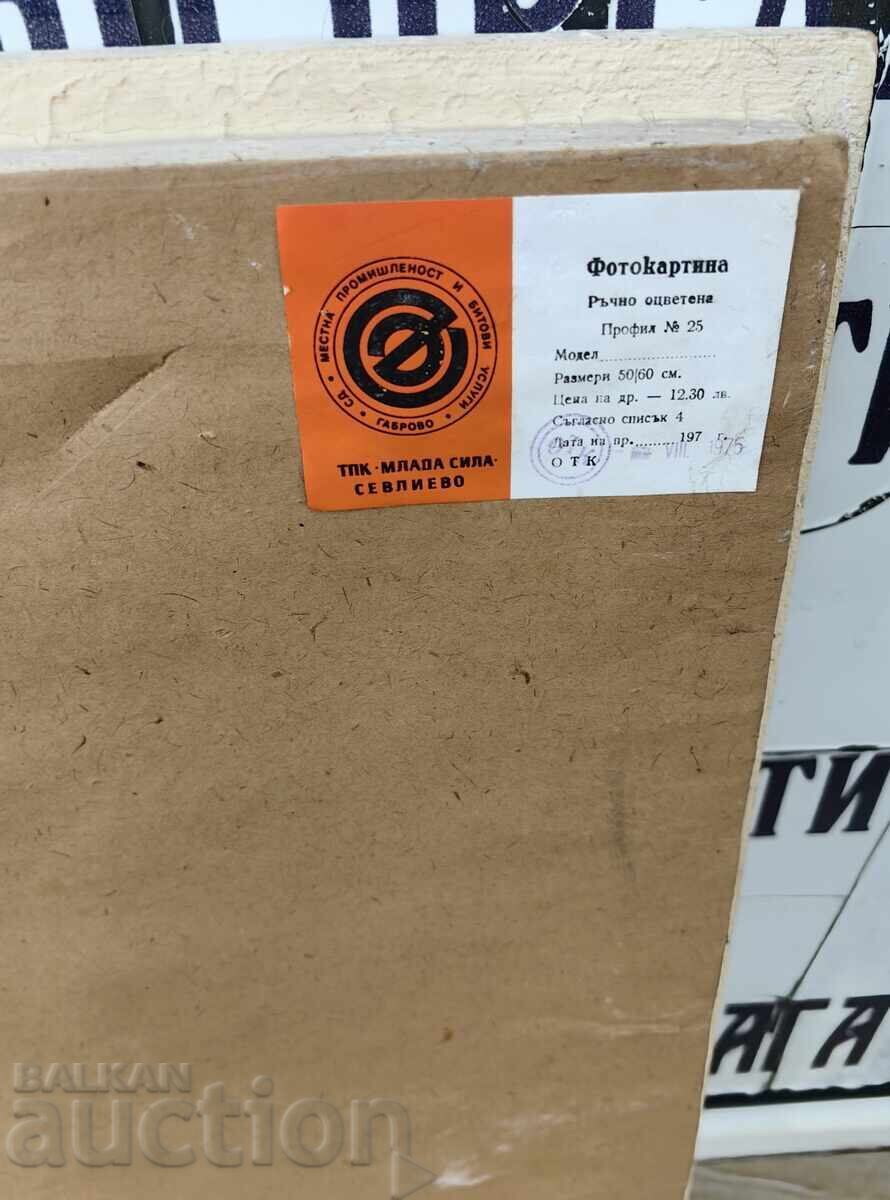 СД · МЕСТНА ПРОМИШЛЕНОСТ И БИТОВИ УСЛУГИ ·
ГАБРОВО
ТПК · МЛАДА СИЛА ·
СЕВЛИЕВО
Фотокартина
Ръчно оцветена
Профил № 25
Модел
Размери 50/60 см.
Цена на др. — 12.30 лв.
Съгласно списък 4
Дата на пр. 197 г.
VIII. 1975
ОТК
ТИ
АГА
BALKAN
auction